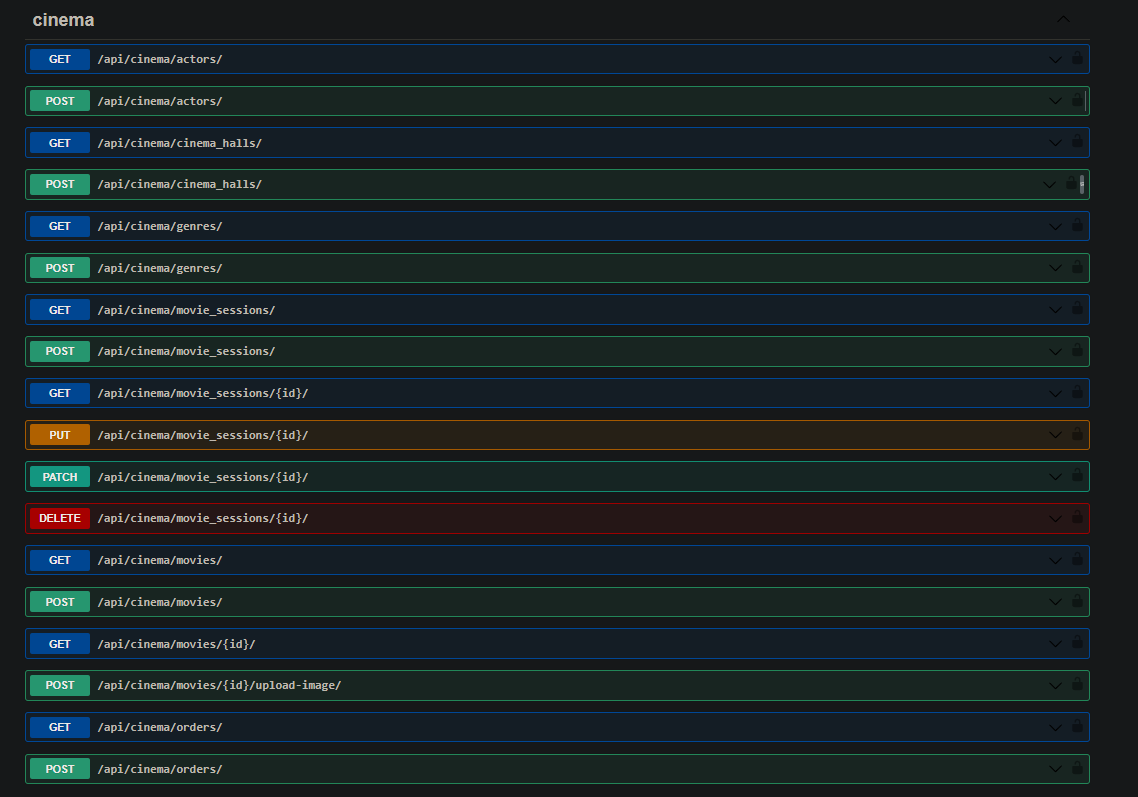 cinema
GET /api/cinema/actors/
POST /api/cinema/actors/
GET /api/cinema/cinema_halls/
POST /api/cinema/cinema_halls/
GET /api/cinema/genres/
POST /api/cinema/genres/
GET /api/cinema/movie_sessions/
POST /api/cinema/movie_sessions/
GET /api/cinema/movie_sessions/{id}/
PUT /api/cinema/movie_sessions/{id}/
PATCH /api/cinema/movie_sessions/{id}/
DELETE /api/cinema/movie_sessions/{id}/
GET /api/cinema/movies/
POST /api/cinema/movies/
GET /api/cinema/movies/{id}/
POST /api/cinema/movies/{id}/upload-image/
GET /api/cinema/orders/
POST /api/cinema/orders/